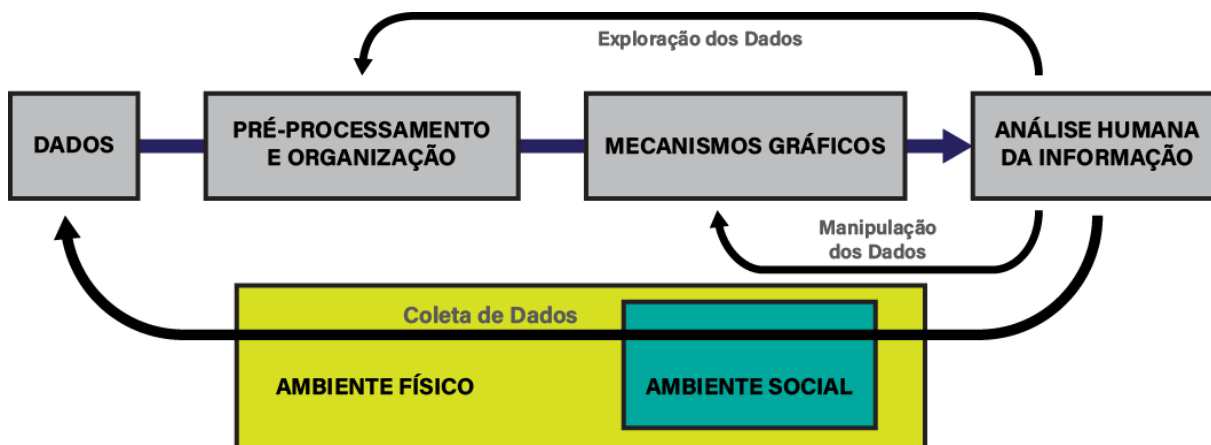 Exploração dos Dados
DADOS
PRÉ-PROCESSAMENTO
E ORGANIZAÇÃO
MECANISMOS GRÁFICOS
ANÁLISE HUMANA
DA INFORMAÇÃO
Manipulação
dos Dados
Coleta de Dados
AMBIENTE FÍSICO
AMBIENTE SOCIAL